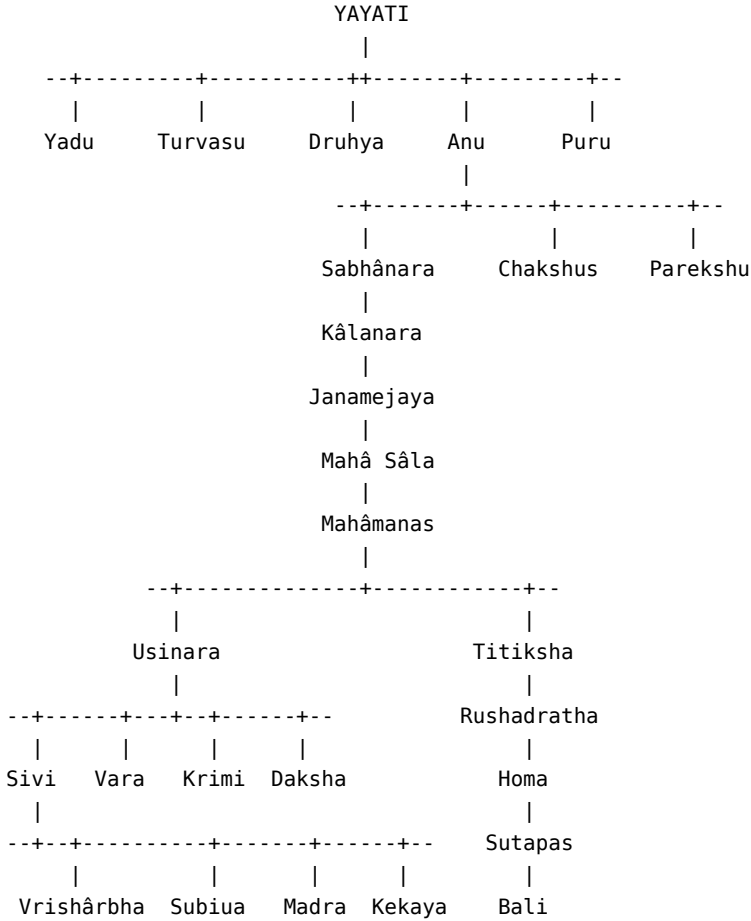 YAYATI
Yadu Turvasu Druhya Anu Puru
Sabhânara Chakshus Parekshu
Kâlanara
Janamejaya
Mahâ Sâla
Mahâmanas
Usinara Titiksha
Rushadratha
Sivi Vara Krimi Daksha Homa
Sutapas
Vrishârbha Subiua Madra Kekaya Bali